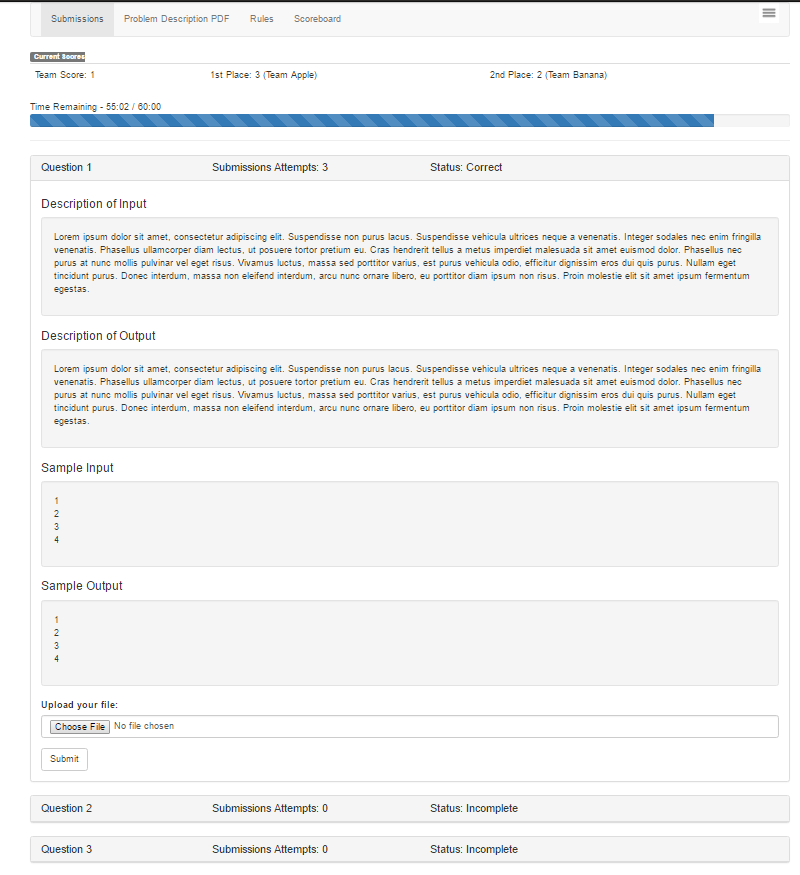 Submissions Problem Description PDF Rules Scoreboard
Current Scores
Team Score: 1 1st Place: 3 (Team Apple) 2nd Place: 2 (Team Banana)
Time Remaining - 55:02 / 60:00
Question 1 Submissions Attempts: 3 Status: Correct
Description of Input
Lorem ipsum dolor sit amet, consectetur adipiscing elit. Suspendisse non purus lacus. Suspendisse vehicula ultrices neque a venenatis. Integer sodales nec enim fringilla
venenatis. Phasellus ullamcorper diam lectus, ut posuere tortor pretium eu. Cras hendrerit tellus a metus imperdiet malesuada sit amet euismod dolor. Phasellus nec
purus at nunc mollis pulvinar vel eget risus. Vivamus luctus, massa sed porttitor varius, est purus vehicula odio, efficitur dignissim eros dui quis purus. Nullam eget
tincidunt purus. Donec interdum, massa non eleifend interdum, arcu nunc ornare libero, eu porttitor diam ipsum non risus. Proin molestie elit sit amet ipsum fermentum
egestas.
Description of Output
Lorem ipsum dolor sit amet, consectetur adipiscing elit. Suspendisse non purus lacus. Suspendisse vehicula ultrices neque a venenatis. Integer sodales nec enim fringilla
venenatis. Phasellus ullamcorper diam lectus, ut posuere tortor pretium eu. Cras hendrerit tellus a metus imperdiet malesuada sit amet euismod dolor. Phasellus nec
purus at nunc mollis pulvinar vel eget risus. Vivamus luctus, massa sed porttitor varius, est purus vehicula odio, efficitur dignissim eros dui quis purus. Nullam eget
tincidunt purus. Donec interdum, massa non eleifend interdum, arcu nunc ornare libero, eu porttitor diam ipsum non risus. Proin molestie elit sit amet ipsum fermentum
egestas.
Sample Input
1
2
3
4
Sample Output
1
2
3
4
Upload your file:
Choose File No file chosen
Submit
Question 2 Submissions Attempts: 0 Status: Incomplete
Question 3 Submissions Attempts: 0 Status: Incomplete